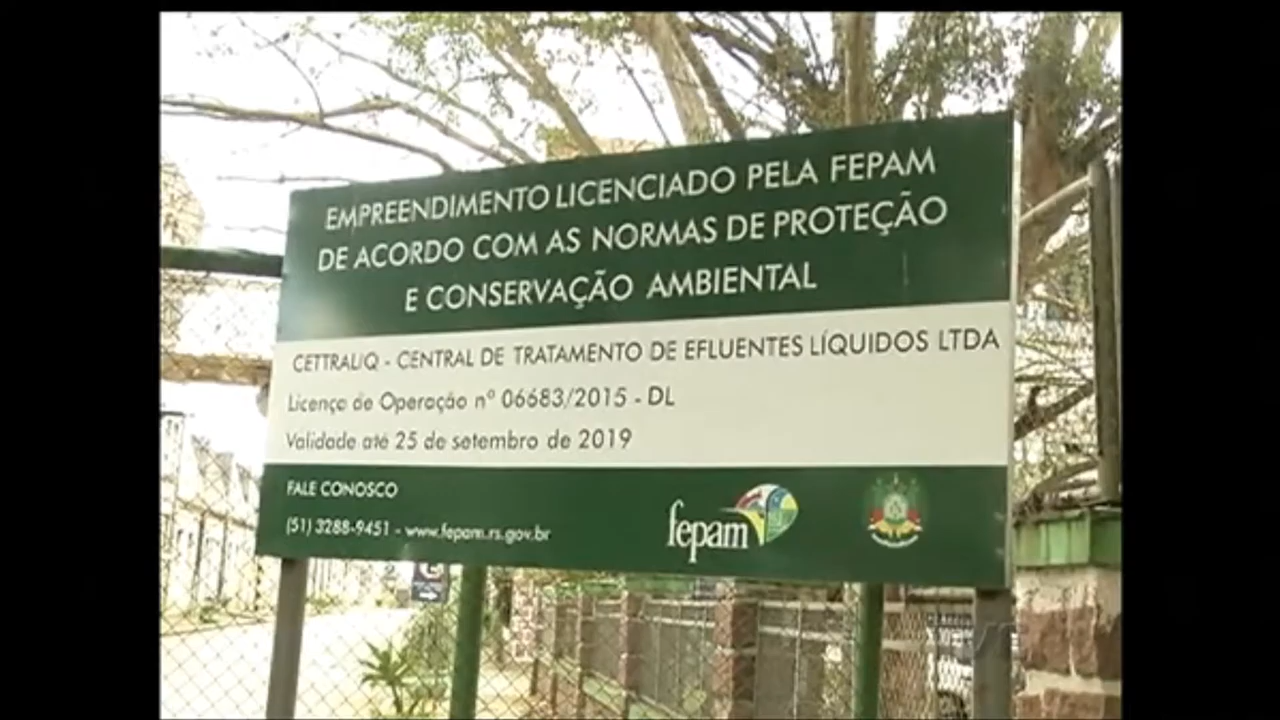 EMPREENDIMENTO LICENCIADO PELA FEPAM
DE ACORDO COM AS NORMAS DE PROTEÇÃO
E CONSERVAÇÃO AMBIENTAL
CETTRALIQ - CENTRAL DE TRATAMENTO DE EFLUENTES LÍQUIDOS LTDA
Licença de Operação nº 06683/2015 - DL
Validade até 25 de setembro de 2019
FALE CONOSCO
(51) 3288-9451 - www.fepam.rs.gov.br
fepam